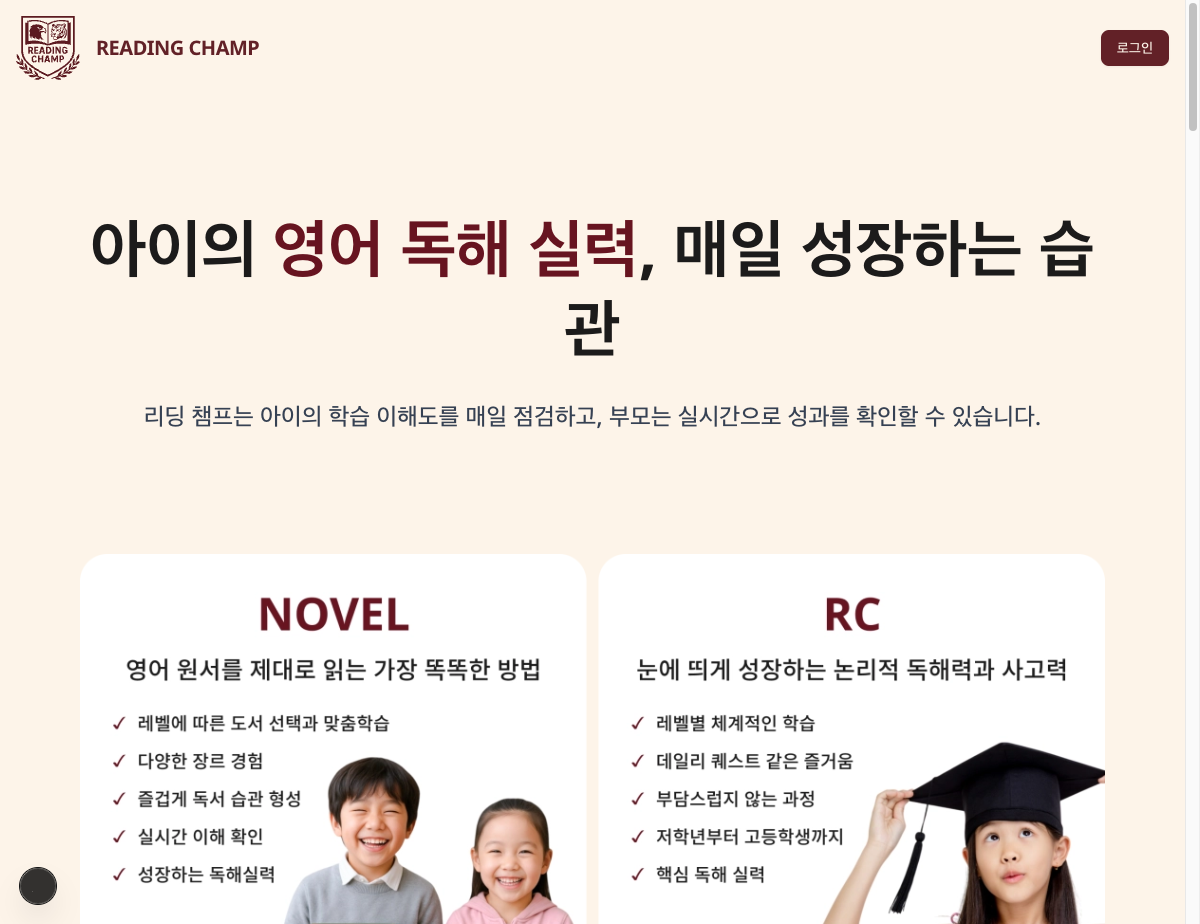 READING
CHAMP
READING CHAMP
로그인
아이의 영어 독해 실력, 매일 성장하는 습
관
리딩 챔프는 아이의 학습 이해도를 매일 점검하고, 부모는 실시간으로 성과를 확인할 수 있습니다.
NOVEL
영어 원서를 제대로 읽는 가장 똑똑한 방법
✓ 레벨에 따른 도서 선택과 맞춤학습
✓ 다양한 장르 경험
✓ 즐겁게 독서 습관 형성
✓ 실시간 이해 확인
✓ 성장하는 독해실력
RC
눈에 띄게 성장하는 논리적 독해력과 사고력
✓ 레벨별 체계적인 학습
✓ 데일리 퀘스트 같은 즐거움
✓ 부담스럽지 않는 과정
✓ 저학년부터 고등학생까지
✓ 핵심 독해 실력